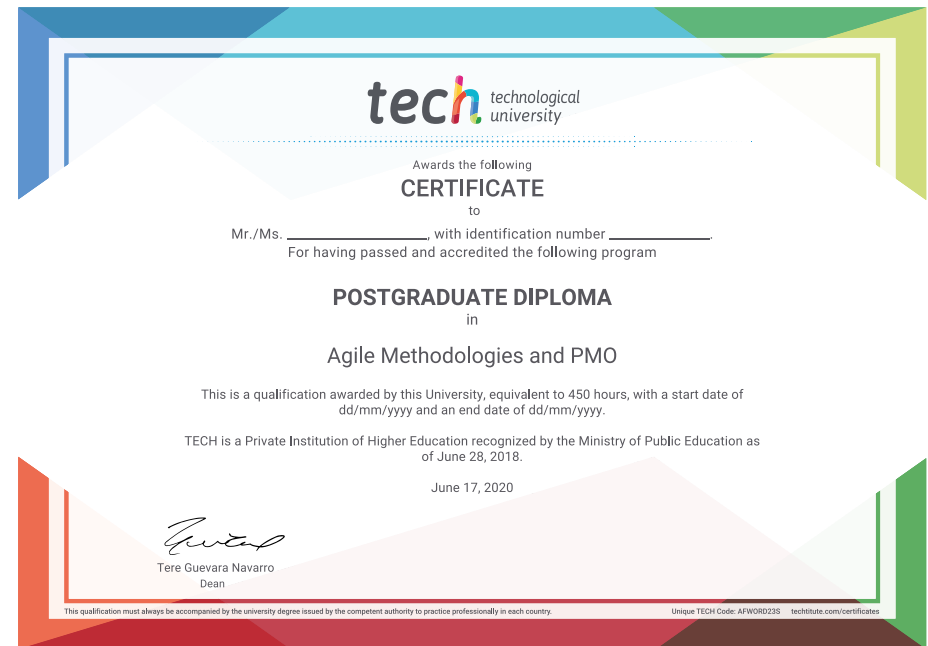 tech technological
university
Awards the following
CERTIFICATE
to
Mr./Ms. ____________________, with identification number ______________.
For having passed and accredited the following program
POSTGRADUATE DIPLOMA
in
Agile Methodologies and PMO
This is a qualification awarded by this University, equivalent to 450 hours, with a start date of
dd/mm/yyyy and an end date of dd/mm/yyyy.
TECH is a Private Institution of Higher Education recognized by the Ministry of Public Education as
of June 28, 2018.
June 17, 2020
Tere Guevara Navarro
Dean
This qualification must always be accompanied by the university degree issued by the competent authority to practice professionally in each country.
Unique TECH Code: AFWORD23S techtitute.com/certificates